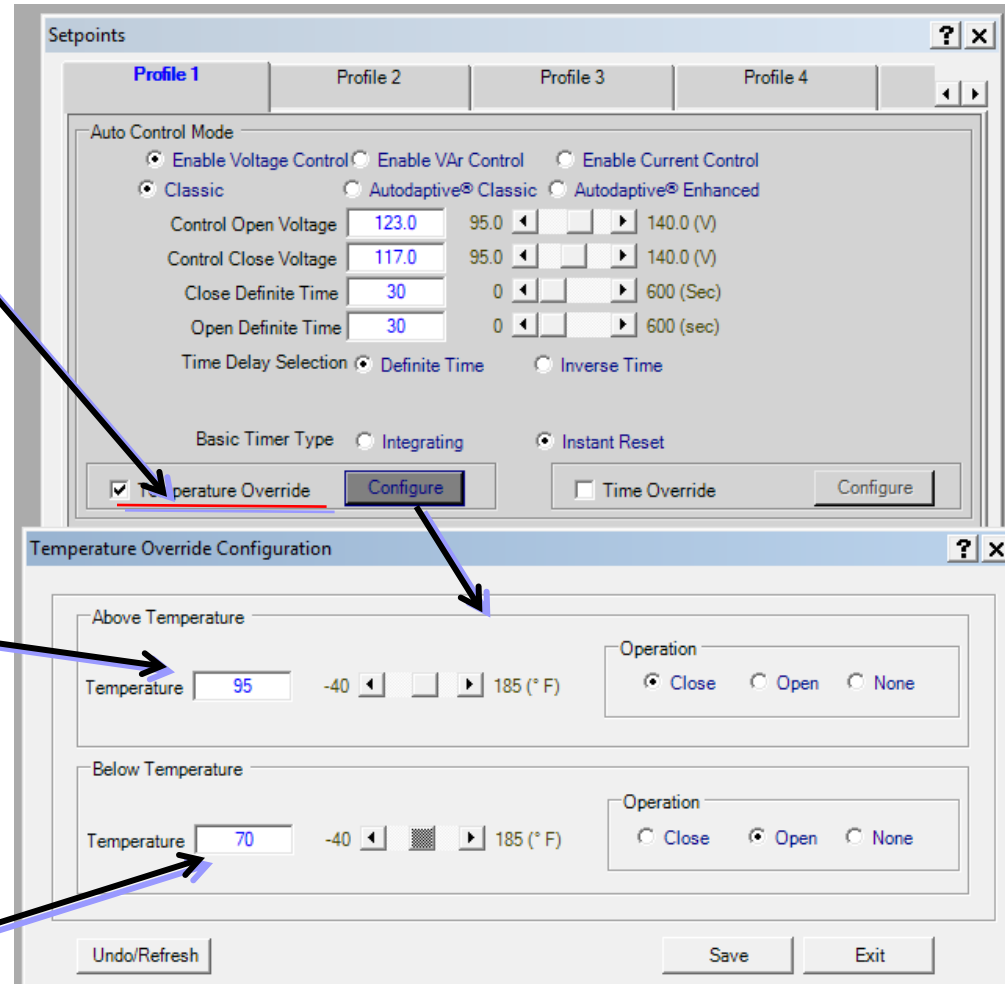 Setpoints
Profile 1 Profile 2 Profile 3 Profile 4
Auto Control Mode
Enable Voltage Control Enable VAr Control Enable Current Control
Classic Autodaptive® Classic Autodaptive® Enhanced
Control Open Voltage 123.0 95.0 140.0 (V)
Control Close Voltage 117.0 95.0 140.0 (V)
Close Definite Time 30 0 600 (Sec)
Open Definite Time 30 0 600 (sec)
Time Delay Selection Definite Time Inverse Time
Basic Timer Type Integrating Instant Reset
Temperature Override Configure Time Override Configure
Temperature Override Configuration
Above Temperature
Operation
Temperature 95 -40 185 (° F) Close Open None
Below Temperature
Operation
Temperature 70 -40 185 (° F) Close Open None
Undo/Refresh Save Exit